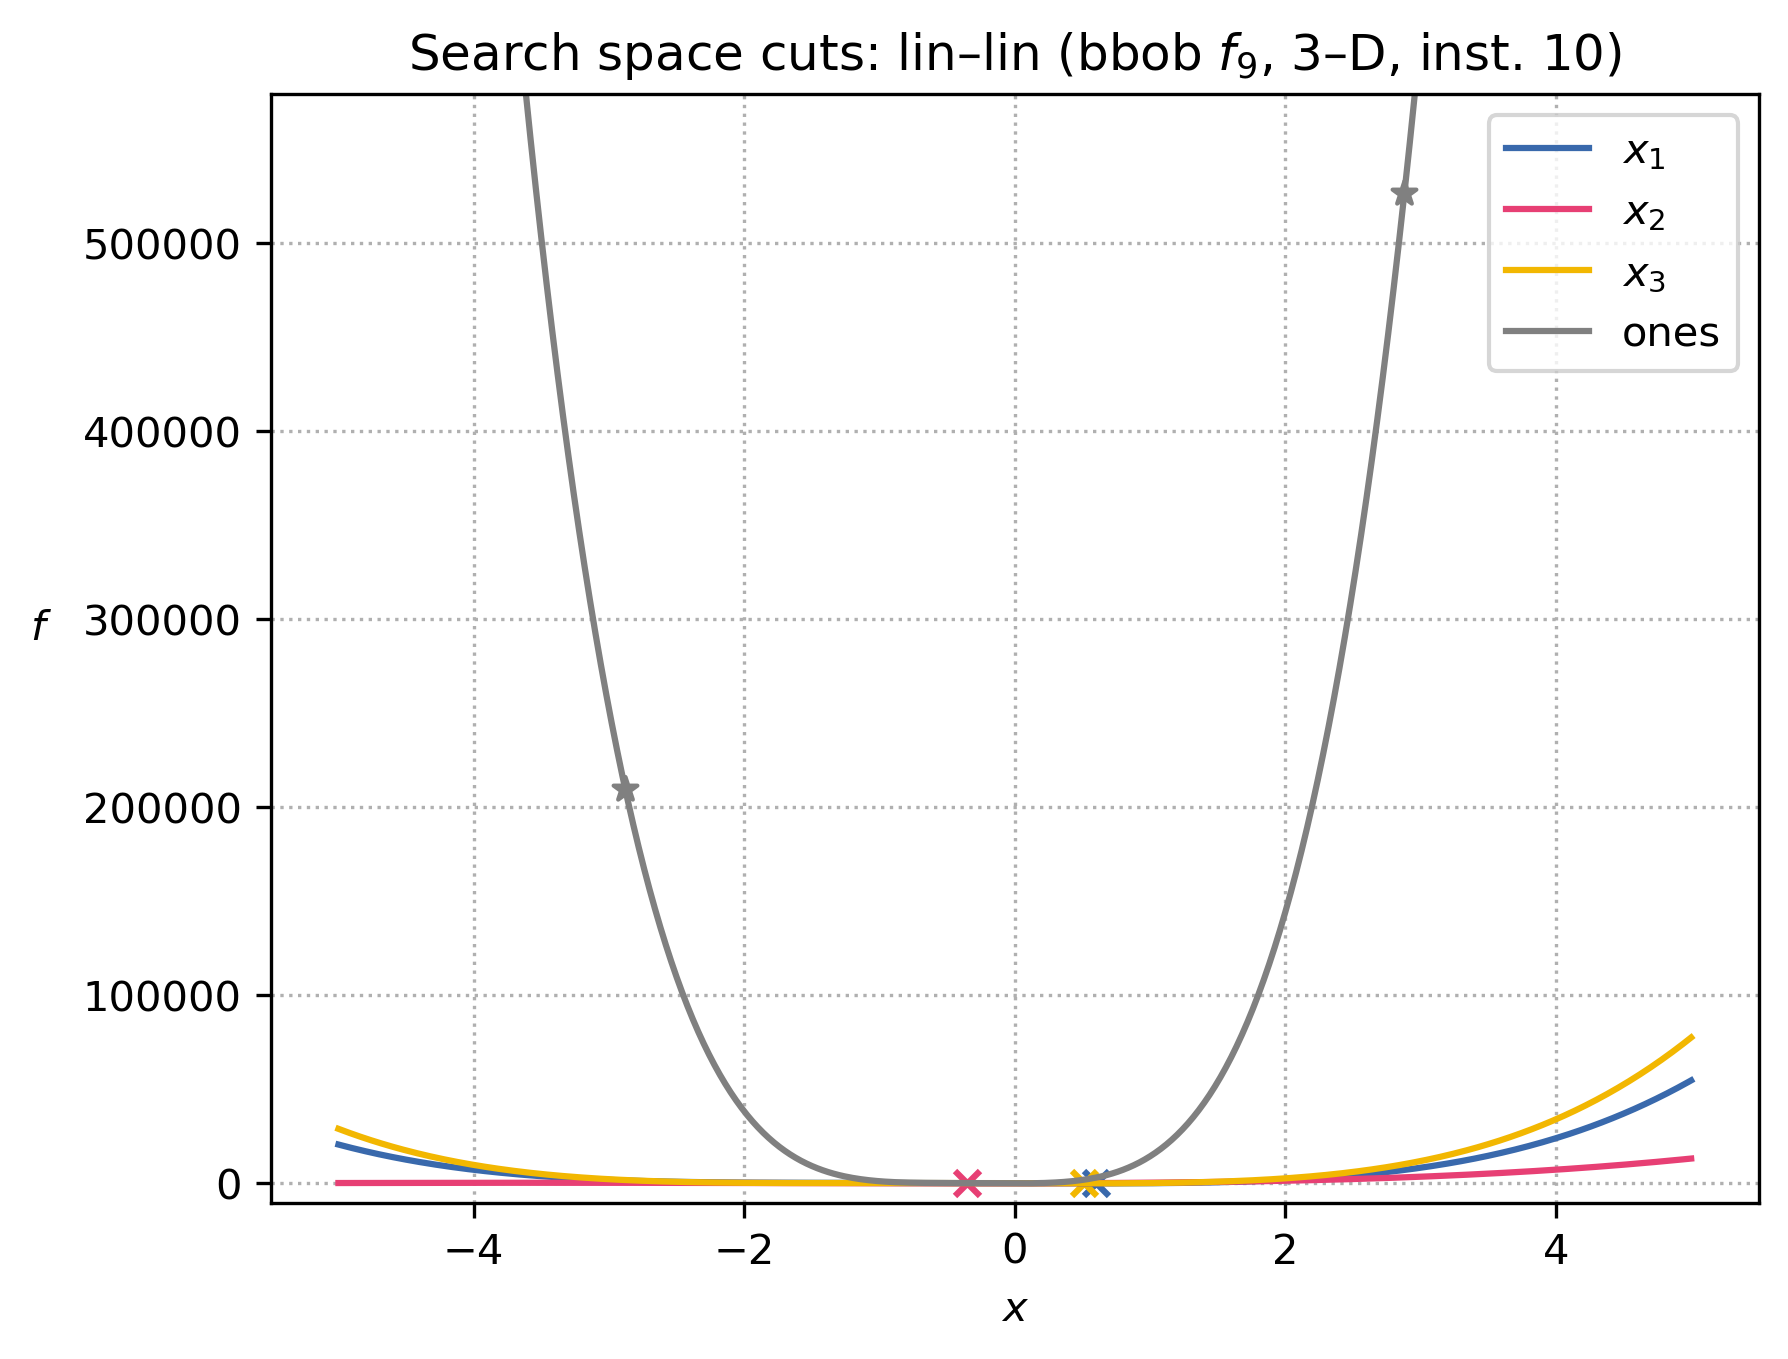 Search space cuts: lin–lin (bbob f₉, 3–D, inst. 10)
x₁
x₂
x₃
ones
f
500000
400000
300000
200000
100000
0
−4
−2
0
2
4
x